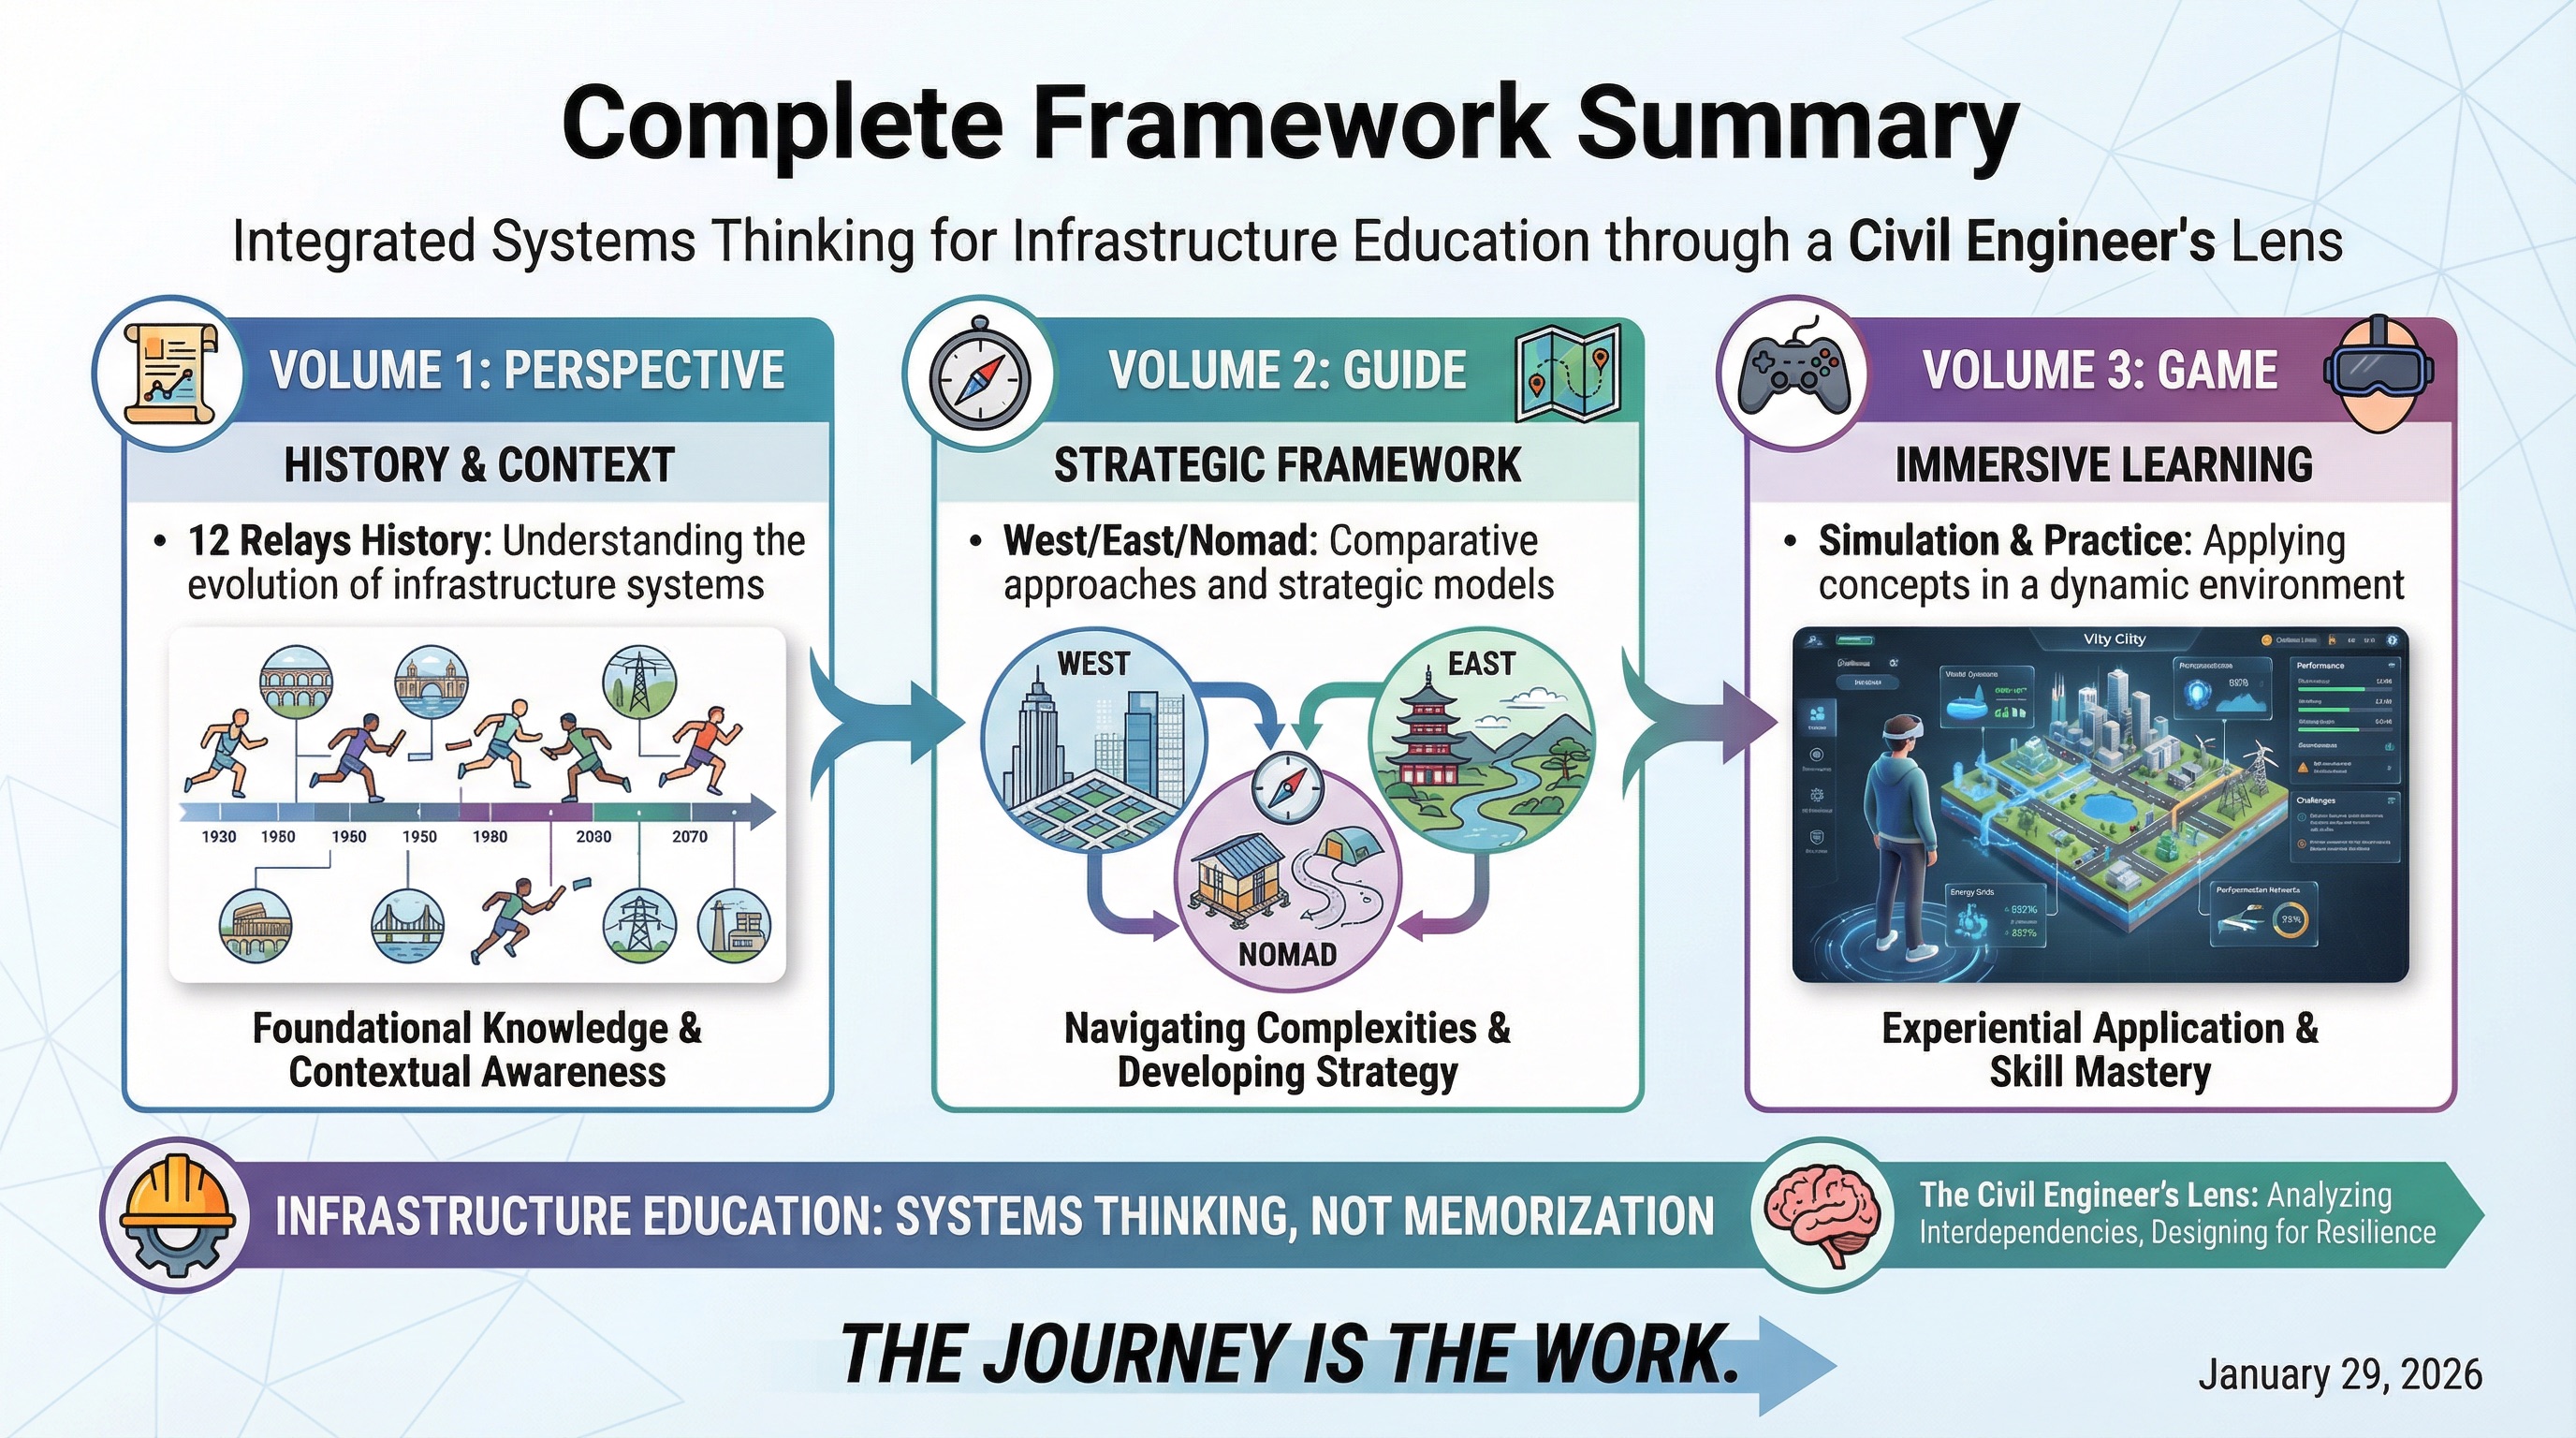 Complete Framework Summary
Integrated Systems Thinking for Infrastructure Education through a Civil Engineer's Lens
VOLUME 1: PERSPECTIVE
HISTORY & CONTEXT
• 12 Relays History: Understanding the
evolution of infrastructure systems
1930 1960 1950 1950 1980 2030 2070
Foundational Knowledge &
Contextual Awareness
VOLUME 2: GUIDE
STRATEGIC FRAMEWORK
• West/East/Nomad: Comparative
approaches and strategic models
WEST
EAST
NOMAD
Navigating Complexities &
Developing Strategy
VOLUME 3: GAME
IMMERSIVE LEARNING
• Simulation & Practice: Applying
concepts in a dynamic environment
Vity Ciity
Performance
Challenges
Energy Snds
Experiential Application &
Skill Mastery
INFRASTRUCTURE EDUCATION: SYSTEMS THINKING, NOT MEMORIZATION
The Civil Engineer's Lens: Analyzing
Interdependencies, Designing for Resilience
THE JOURNEY IS THE WORK.
January 29, 2026